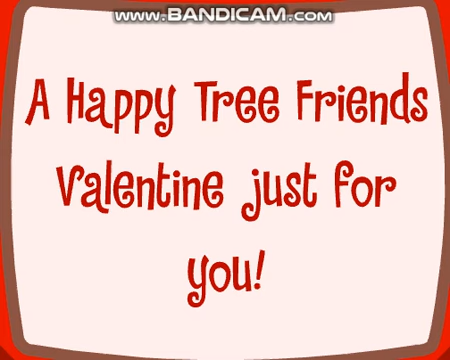 www.BANDICAM.com
A Happy Tree Friends
Valentine just for
you!